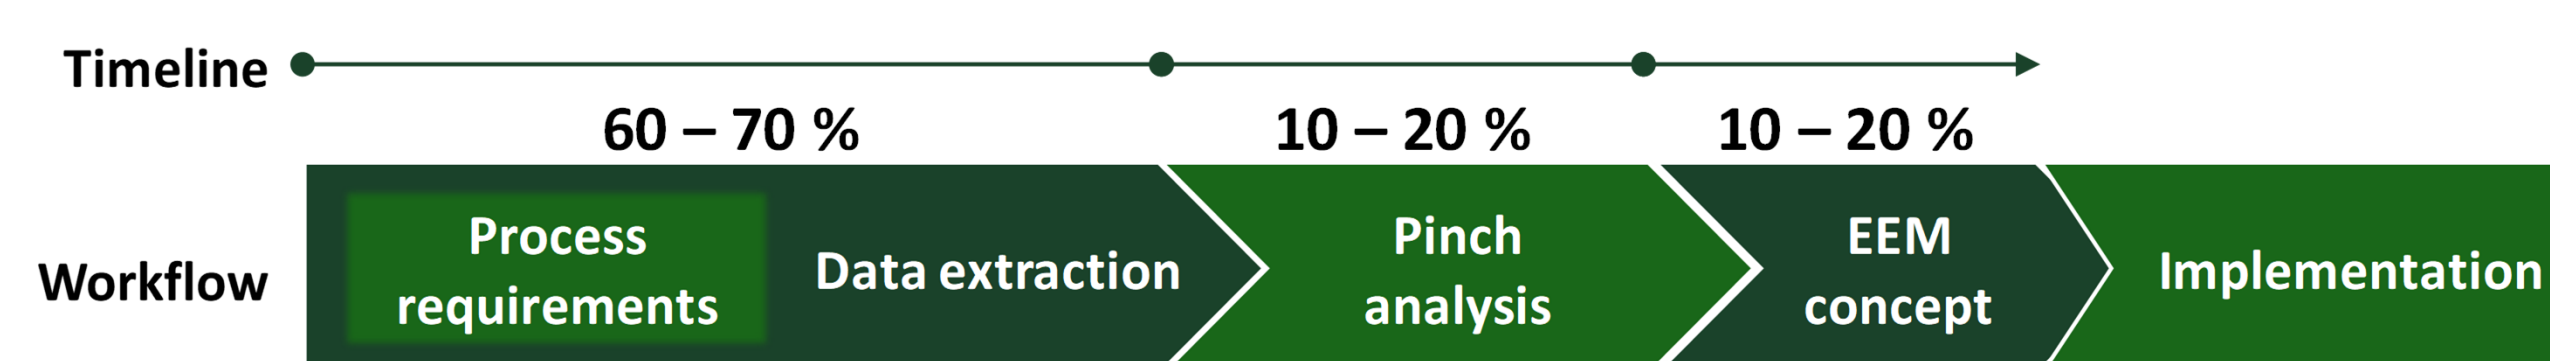 Timeline
60 – 70 %
10 – 20 %
10 – 20 %
Workflow
Process
requirements
Data extraction
Pinch
analysis
EEM
concept
Implementation